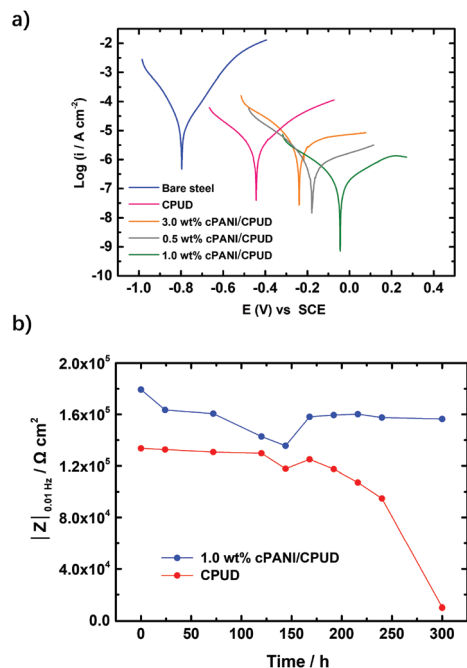 a)
Log (i / A cm⁻²)
-2
-3
-4
-5
-6
-7
-8
-9
-10
Bare steel
CPUD
3.0 wt% cPANI/CPUD
0.5 wt% cPANI/CPUD
1.0 wt% cPANI/CPUD
-1.0 -0.8 -0.6 -0.4 -0.2 0.0 0.2 0.4
E (V) vs SCE
b)
|Z| 0.01 Hz / Ω cm²
2.0x10⁵
1.6x10⁵
1.2x10⁵
8.0x10⁴
4.0x10⁴
0.0
1.0 wt% cPANI/CPUD
CPUD
0 50 100 150 200 250 300
Time / h